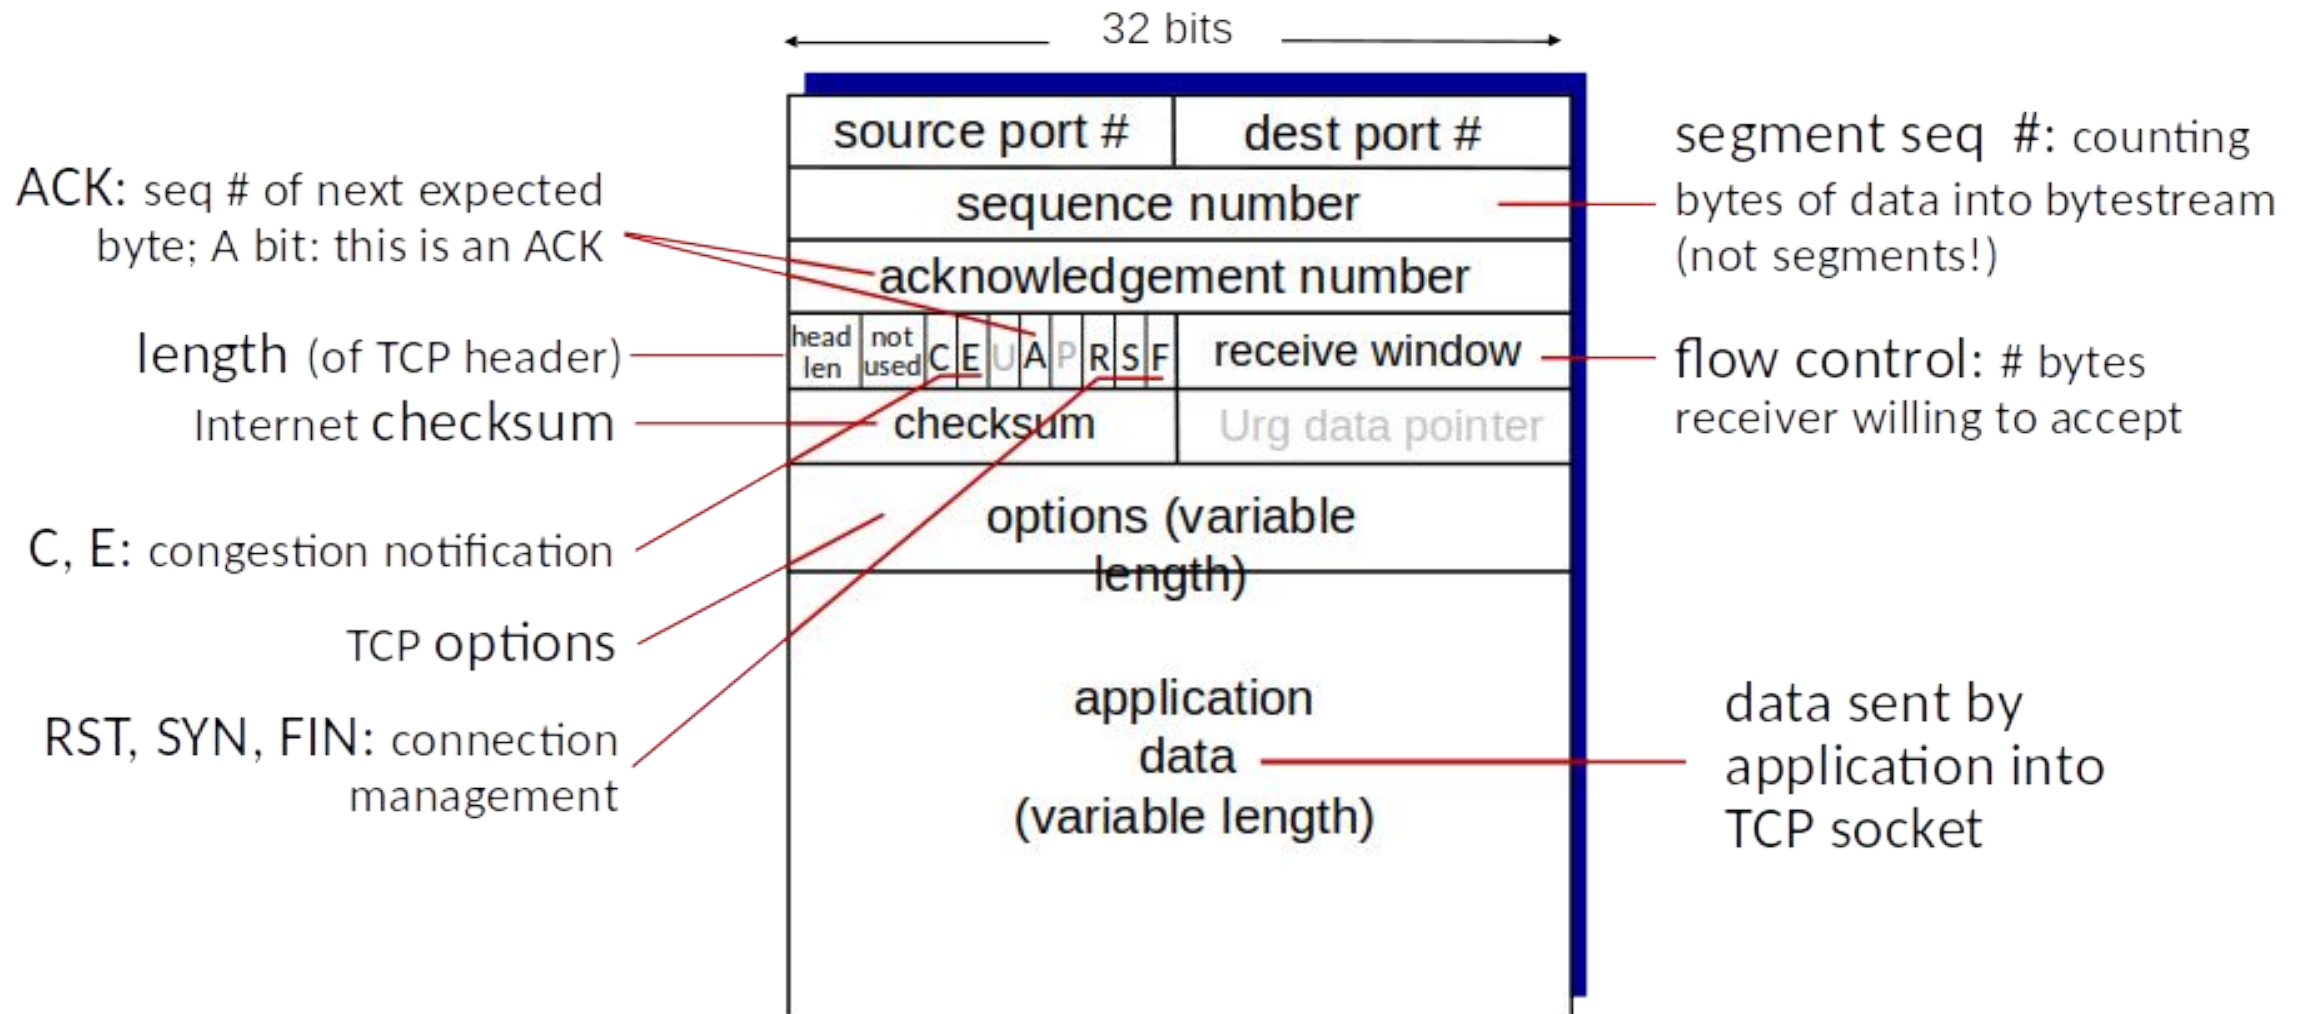 32 bits
source port #
dest port #
sequence number
acknowledgement number
head
len
not
used
C
E
U
A
P
R
S
F
receive window
checksum
Urg data pointer
options (variable
length)
application
data
(variable length)
ACK: seq # of next expected
byte; A bit: this is an ACK
length (of TCP header)
Internet checksum
C, E: congestion notification
TCP options
RST, SYN, FIN: connection
management
segment seq #: counting
bytes of data into bytestream
(not segments!)
flow control: # bytes
receiver willing to accept
data sent by
application into
TCP socket